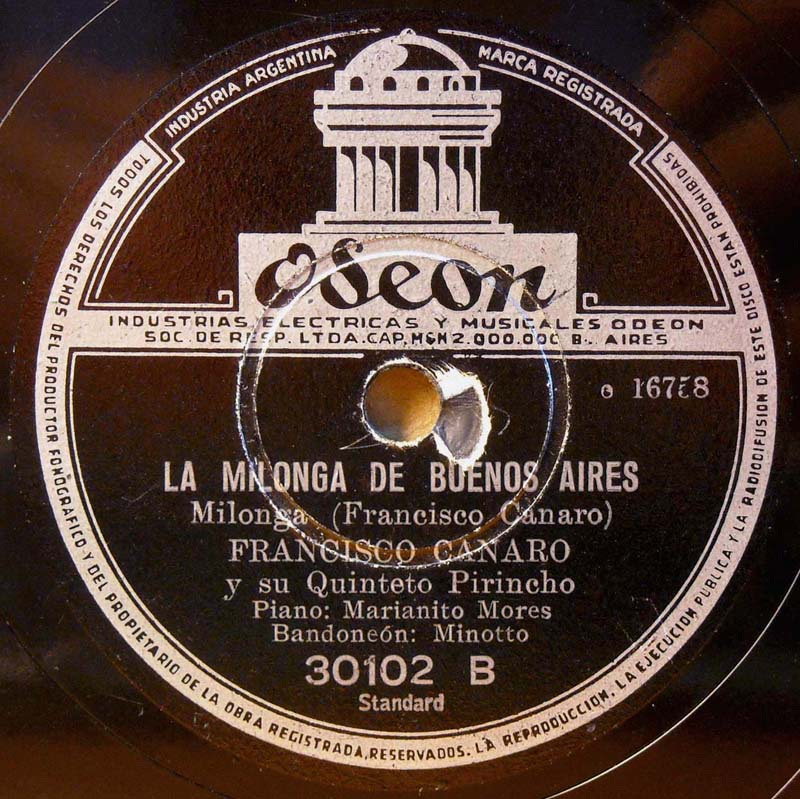 INDUSTRIA ARGENTINA
MARCA REGISTRADA
Odeon
INDUSTRIAS ELECTRICAS Y MUSICALES ODEON
SOC. DE RESP. LTDA. CAP. M$N 2.000.000 B. AIRES
e 16758
LA MILONGA DE BUENOS AIRES
Milonga (Francisco Canaro)
FRANCISCO CANARO
y su Quinteto Pirincho
Piano: Marianito Mores
Bandoneón: Minotto
30102 B
Standard
TODOS LOS DERECHOS DEL PRODUCTOR FONOGRAFICO Y DEL PROPIETARIO DE LA OBRA REGISTRADA, RESERVADOS. LA REPRODUCCION, LA EJECUCION PUBLICA Y LA RADIODIFUSION DE ESTE DISCO ESTAN PROHIBIDAS